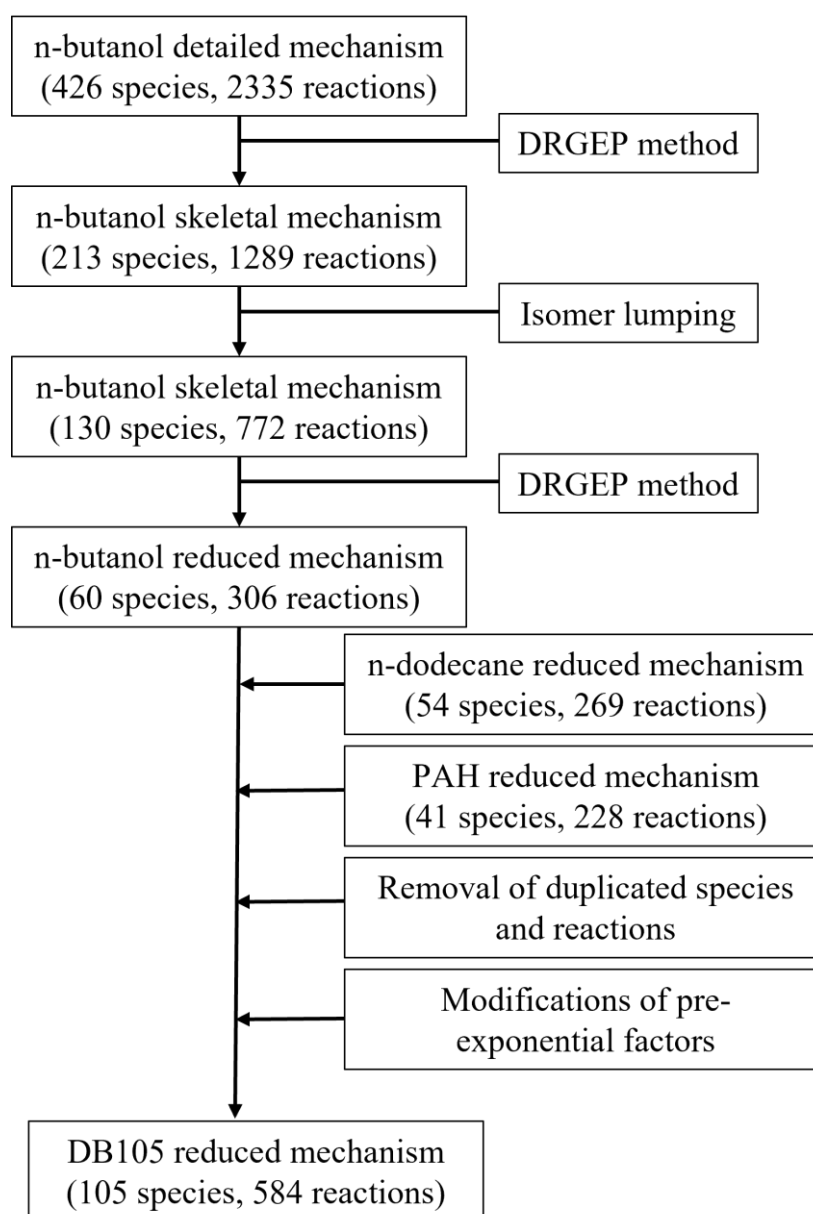 n-butanol detailed mechanism
(426 species, 2335 reactions)
DRGEP method
n-butanol skeletal mechanism
(213 species, 1289 reactions)
Isomer lumping
n-butanol skeletal mechanism
(130 species, 772 reactions)
DRGEP method
n-butanol reduced mechanism
(60 species, 306 reactions)
n-dodecane reduced mechanism
(54 species, 269 reactions)
PAH reduced mechanism
(41 species, 228 reactions)
Removal of duplicated species
and reactions
Modifications of pre-
exponential factors
DB105 reduced mechanism
(105 species, 584 reactions)